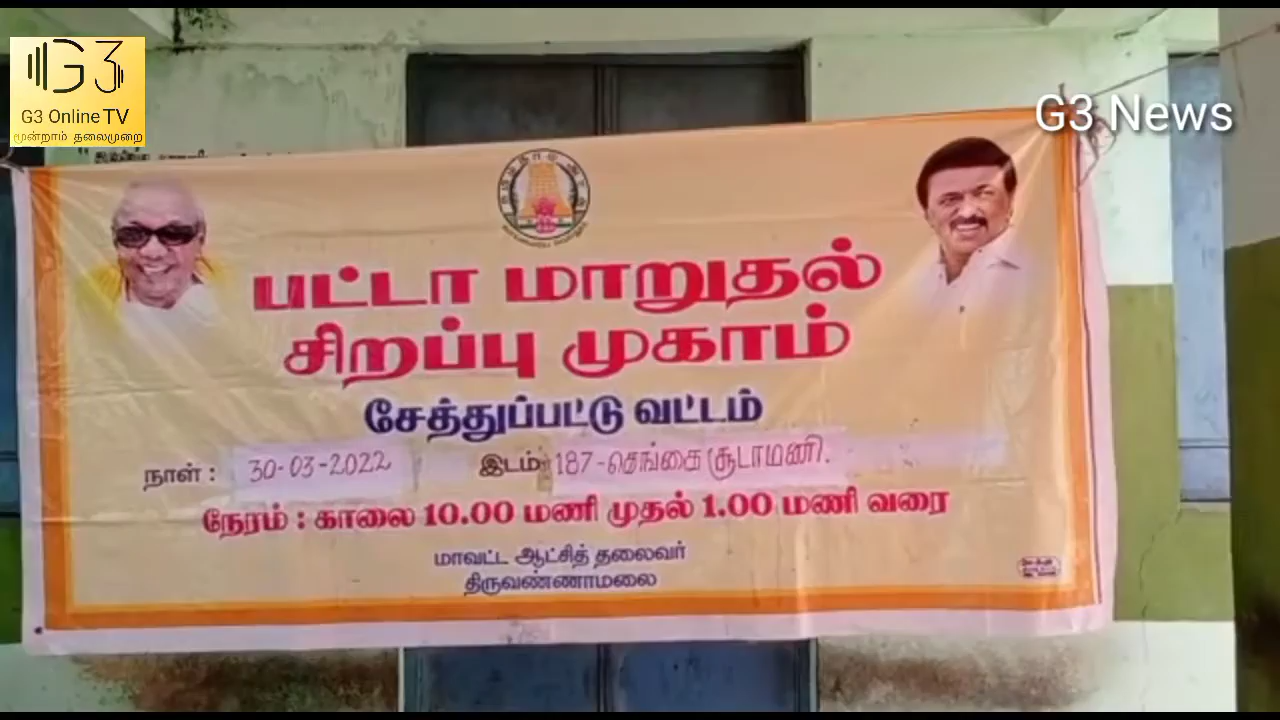 G3
G3 Online TV
மூன்றாம் தலைமுறை
G3 News
பட்டா மாறுதல்
சிறப்பு முகாம்
சேத்துப்பட்டு வட்டம்
நாள் : 30-03-2022 இடம்: 187-செங்கை சூடாமணி.
நேரம் : காலை 10.00 மணி முதல் 1.00 மணி வரை
மாவட்ட ஆட்சித் தலைவர்
திருவண்ணாமலை